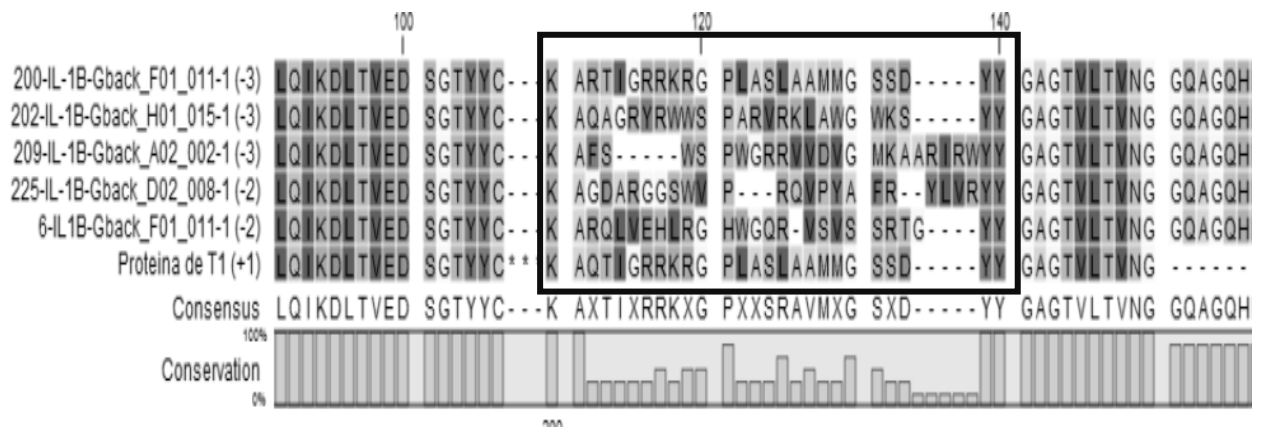 100 120 140
200-IL-1B-Gback_F01_011-1 (-3) LQIKDLTVED SGTYYC---K ARTIGRRKRG PLASLAAMMG SSD-----YY GAGTVLTVNG GQAGQH
202-IL-1B-Gback_H01_015-1 (-3) LQIKDLTVED SGTYYC---K AQAGRYRWWS PARVRKLAWG WKS-----YY GAGTVLTVNG GQAGQH
209-IL-1B-Gback_A02_002-1 (-3) LQIKDLTVED SGTYYC---K AFS-----WS PWGRRVVDVG MKAARIRWYY GAGTVLTVNG GQAGQH
225-IL-1B-Gback_D02_008-1 (-2) LQIKDLTVED SGTYYC---K AGDARGGSWV P---RQVPYA FR--YLVRYY GAGTVLTVNG GQAGQH
6-IL1B-Gback_F01_011-1 (-2) LQIKDLTVED SGTYYC---K ARQLVEHLRG HWGQR-VSVS SRTG----YY GAGTVLTVNG GQAGQH
Proteina de T1 (+1) LQIKDLTVED SGTYYC***K AQTIGRRKRG PLASLAAMMG SSD-----YY GAGTVLTVNG ------
Consensus LQIKDLTVED SGTYYC---K AXTIXRRKXG PXXSRAVMXG SXD-----YY GAGTVLTVNG GQAGQH
100%
Conservation
0%